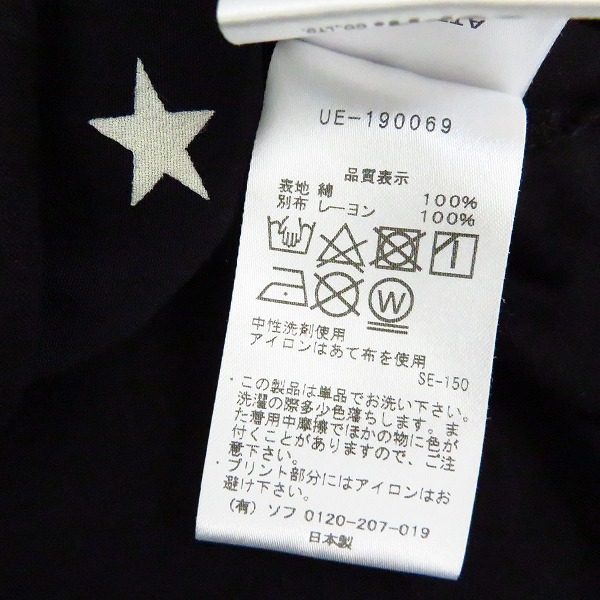 CO.,LTD.
UE-190069
品質表示
表地 綿 100%
別布 レーヨン 100%
W
中性洗剤使用
アイロンはあて布を使用
SE-150
・この製品は単品でお洗い下さい。
洗濯の際多少色落ちします。ま
た着用中摩擦でほかの物に色が
付くことがありますので、ご注
意下さい。
・プリント部分にはアイロンはお
避け下さい。
(有) ソフ 0120-207-019
日本製